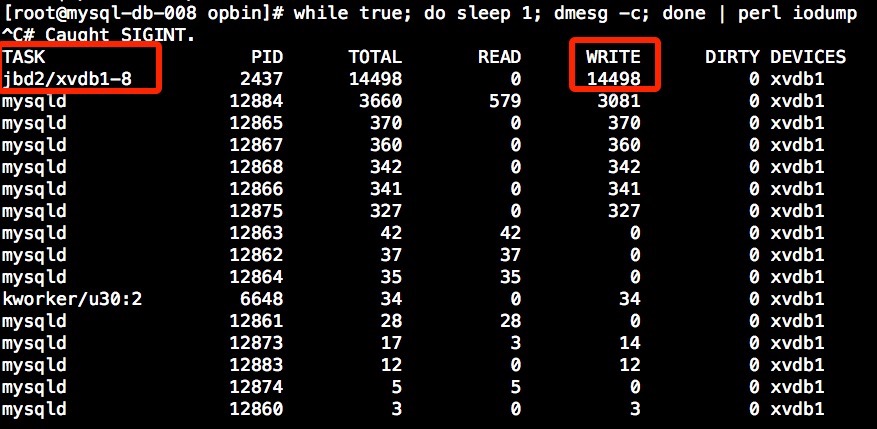 [root@mysql-db-008 opbin]# while true; do sleep 1; dmesg -c; done | perl iodump
^C# Caught SIGINT.
TASK PID TOTAL READ WRITE DIRTY DEVICES
jbd2/xvdb1-8 2437 14498 0 14498 0 xvdb1
mysqld 12884 3660 579 3081 0 xvdb1
mysqld 12865 370 0 370 0 xvdb1
mysqld 12867 360 0 360 0 xvdb1
mysqld 12868 342 0 342 0 xvdb1
mysqld 12866 341 0 341 0 xvdb1
mysqld 12875 327 0 327 0 xvdb1
mysqld 12863 42 42 0 0 xvdb1
mysqld 12862 37 37 0 0 xvdb1
mysqld 12864 35 35 0 0 xvdb1
kworker/u30:2 6648 34 0 34 0 xvdb1
mysqld 12861 28 28 0 0 xvdb1
mysqld 12873 17 3 14 0 xvdb1
mysqld 12883 12 0 12 0 xvdb1
mysqld 12874 5 5 0 0 xvdb1
mysqld 12860 3 0 3 0 xvdb1